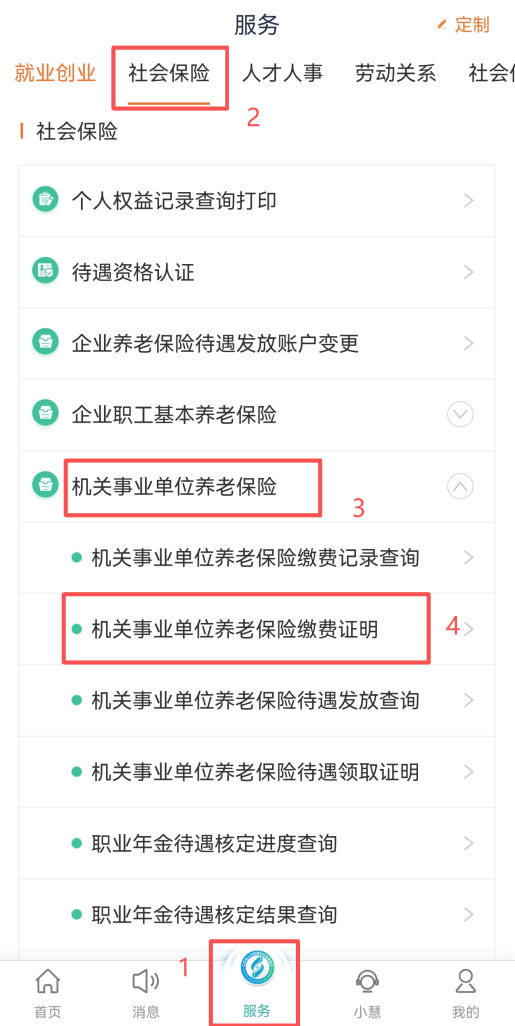 服务
定制
就业创业 社会保险 人才人事 劳动关系 社会
2
社会保险
个人权益记录查询打印
待遇资格认证
企业养老保险待遇发放账户变更
企业职工基本养老保险
机关事业单位养老保险
3
机关事业单位养老保险缴费记录查询
机关事业单位养老保险缴费证明
4
机关事业单位养老保险待遇发放查询
机关事业单位养老保险待遇领取证明
职业年金待遇核定进度查询
职业年金待遇核定结果查询
1
首页 消息 服务 小慧 我的